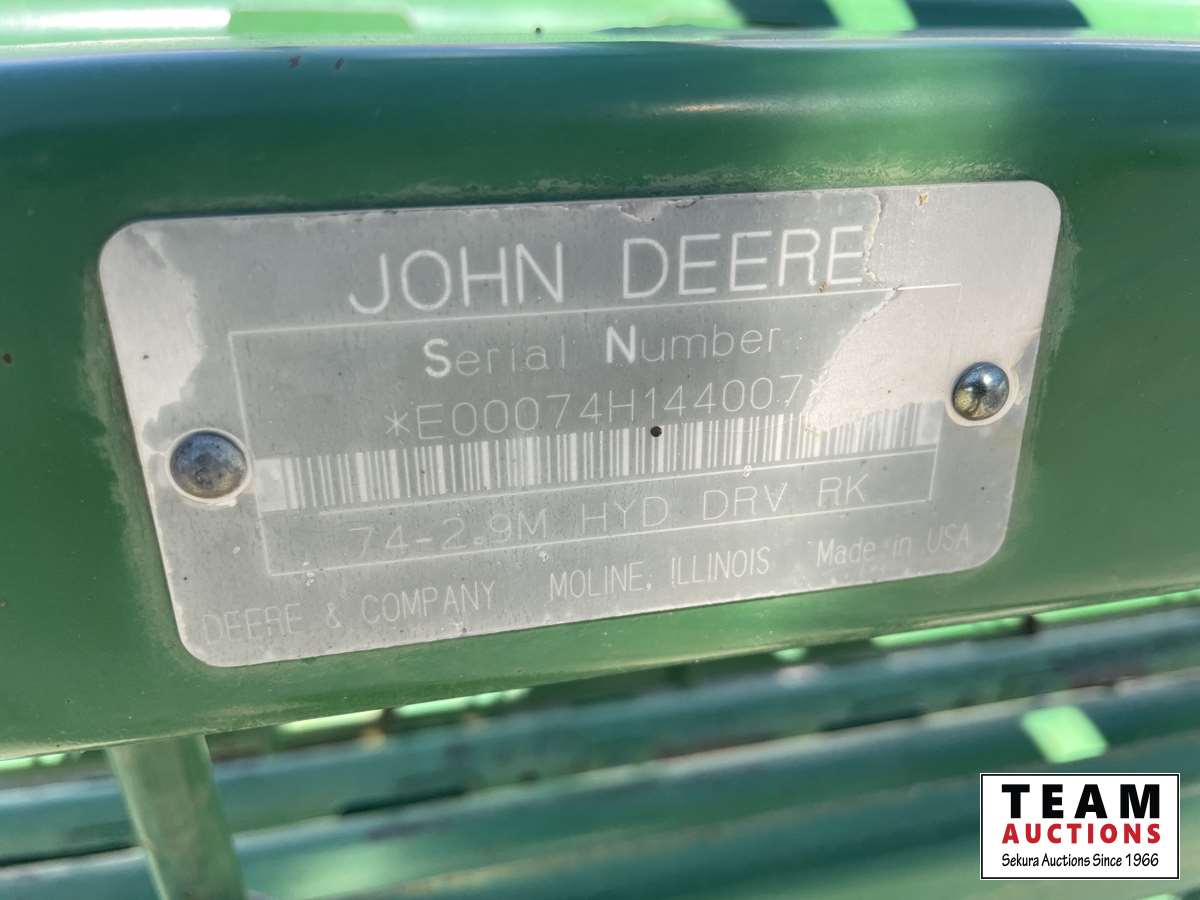 JOHN DEERE
Serial Number
*E00074H144007*
74-2.9M HYD DRV RK
DEERE & COMPANY MOLINE, ILLINOIS Made in USA
TEAM
AUCTIONS
Sekura Auctions Since 1966